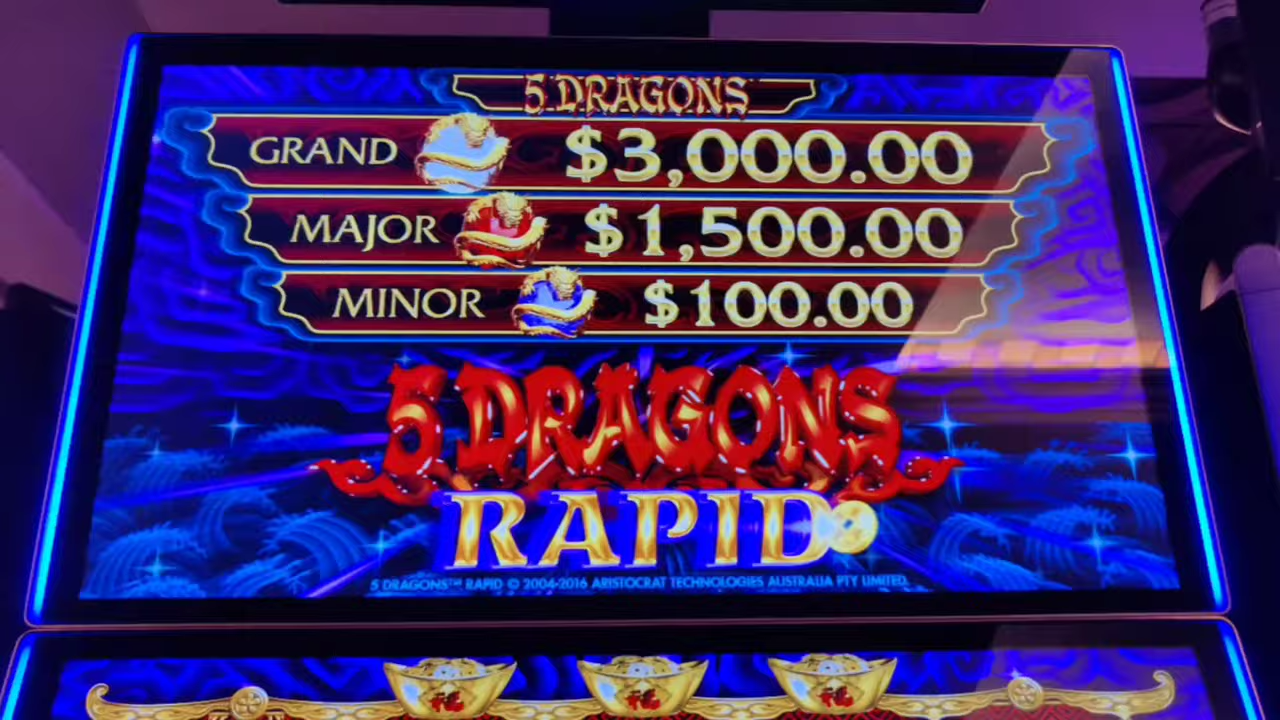 5 DRAGONS
GRAND $3,000.00
MAJOR $1,500.00
MINOR $100.00
5 DRAGONS
RAPID
5 DRAGONS™ RAPID © 2004-2016 ARISTOCRAT TECHNOLOGIES AUSTRALIA PTY LIMITED.